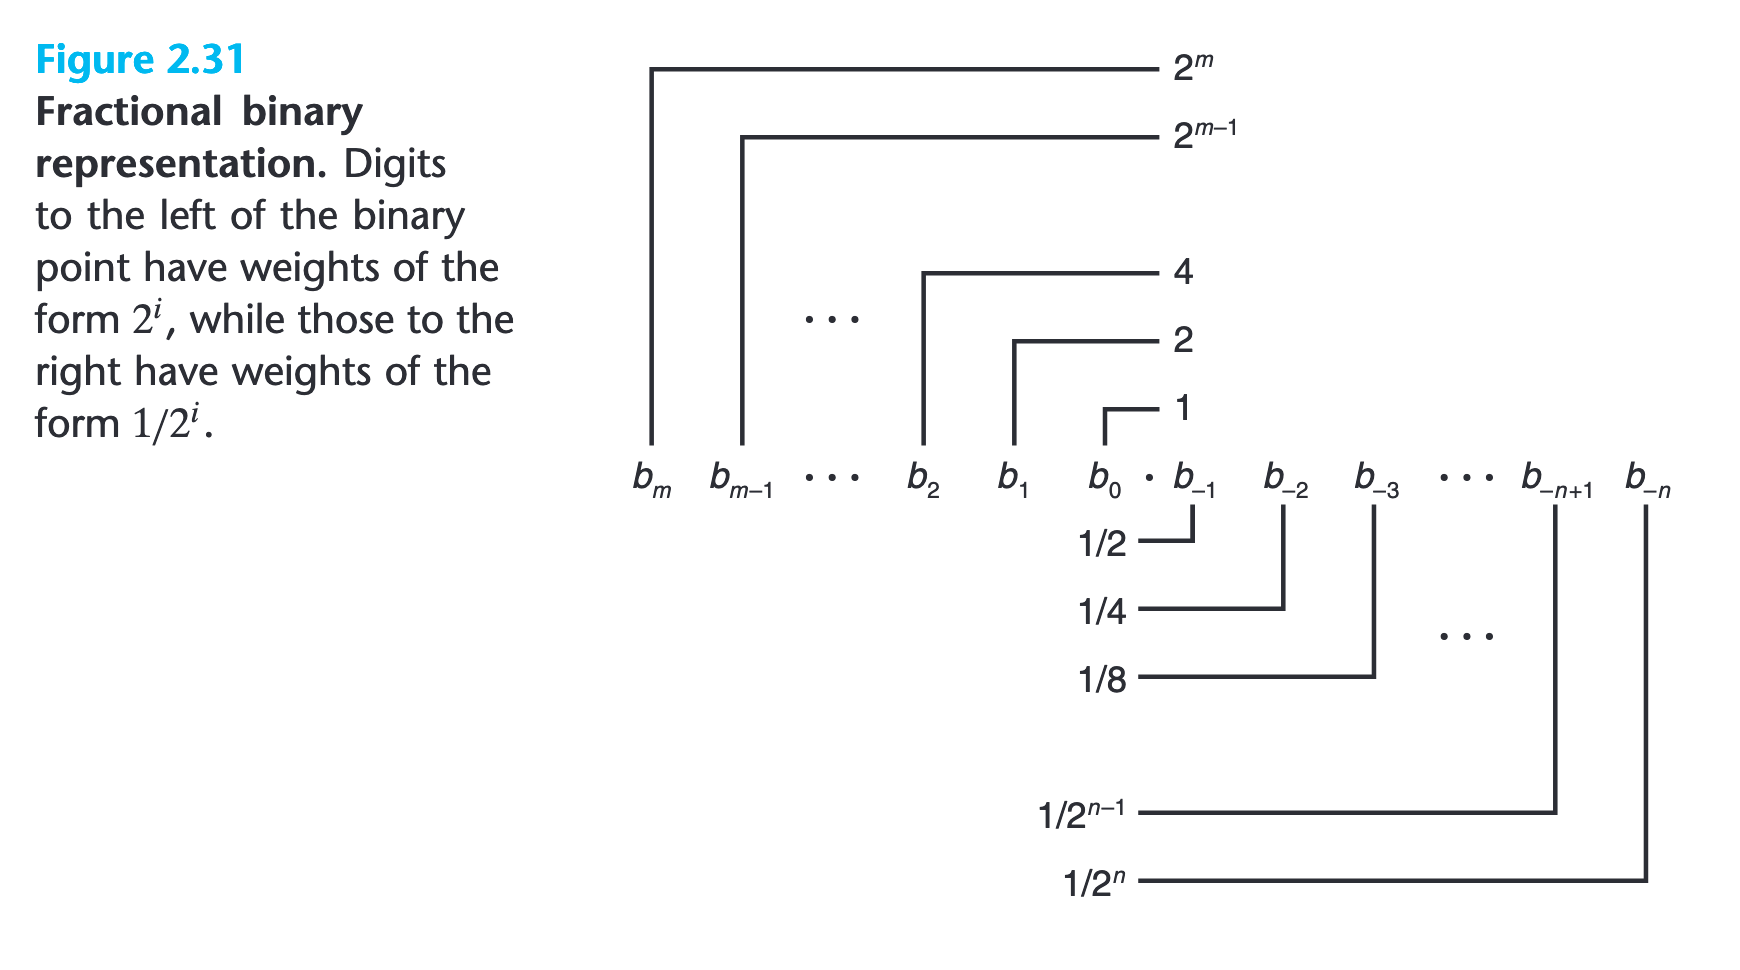 Figure 2.31
Fractional binary
representation. Digits
to the left of the binary
point have weights of the
form 2^i, while those to the
right have weights of the
form 1/2^i.
2^m
2^{m–1}
4
. . .
2
1
b_m b_{m–1} · · · b_2 b_1 b_0 · b_{–1} b_{–2} b_{–3} · · · b_{–n+1} b_{–n}
1/2
1/4
. . .
1/8
1/2^{n–1}
1/2^n